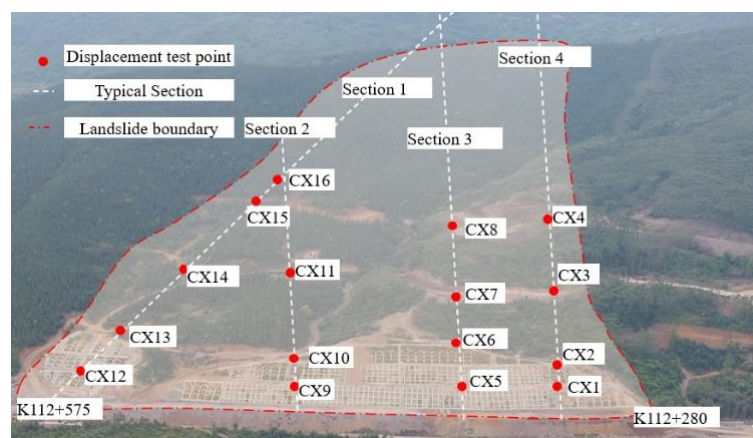 Displacement test point
Typical Section
Landslide boundary
Section 1
Section 2
Section 3
Section 4
CX16
CX15
CX8
CX4
CX14
CX11
CX3
CX7
CX13
CX6
CX10
CX2
CX12
CX9
CX5
CX1
K112+575
K112+280